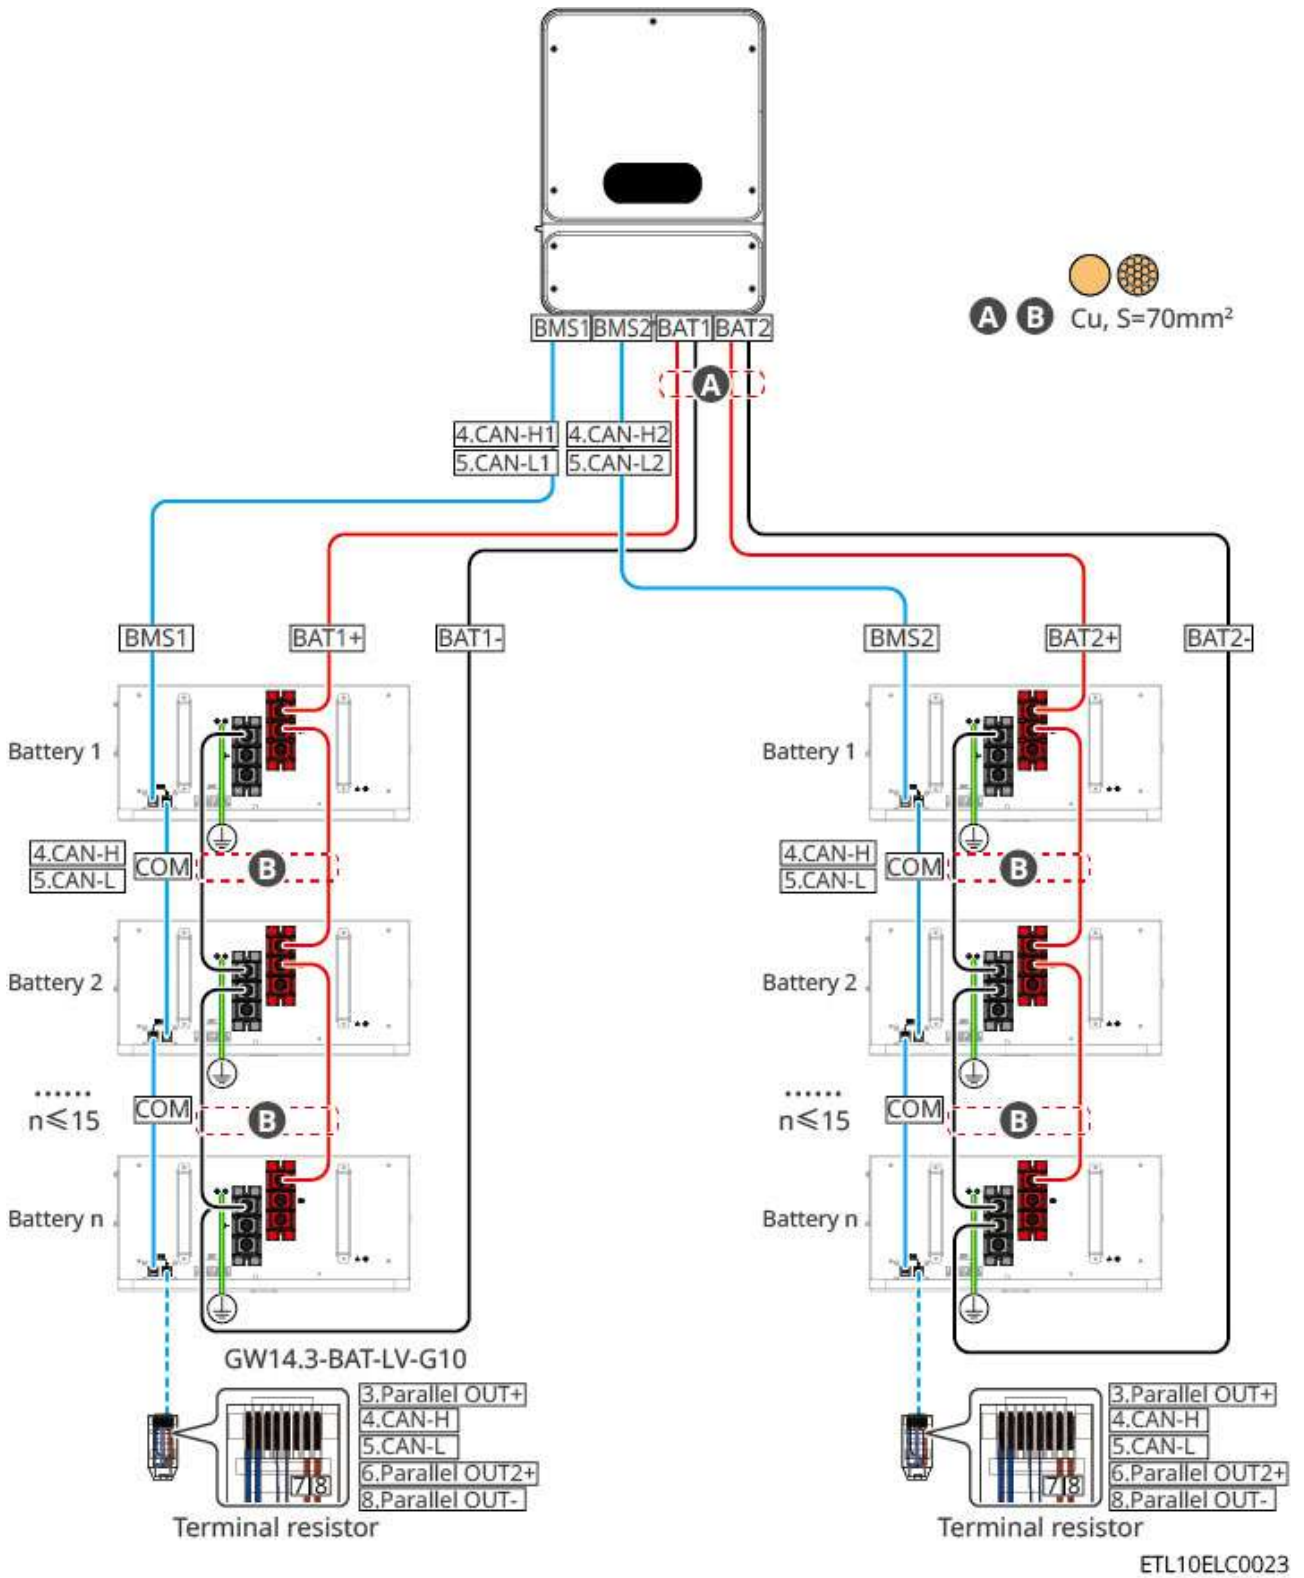 A B Cu, S=70mm²
BMS1 BMS2 BAT1 BAT2
A
4.CAN-H1 4.CAN-H2
5.CAN-L1 5.CAN-L2
BMS1 BAT1+ BAT1- BMS2 BAT2+ BAT2-
Battery 1 Battery 1
4.CAN-H COM B 4.CAN-H COM B
5.CAN-L 5.CAN-L
Battery 2 Battery 2
......  ......
n≤15 COM B n≤15 COM B
Battery n Battery n
GW14.3-BAT-LV-G10
3.Parallel OUT+ 3.Parallel OUT+
4.CAN-H 4.CAN-H
5.CAN-L 5.CAN-L
7 8 6.Parallel OUT2+ 7 8 6.Parallel OUT2+
8.Parallel OUT- 8.Parallel OUT-
Terminal resistor Terminal resistor
ETL10ELC0023